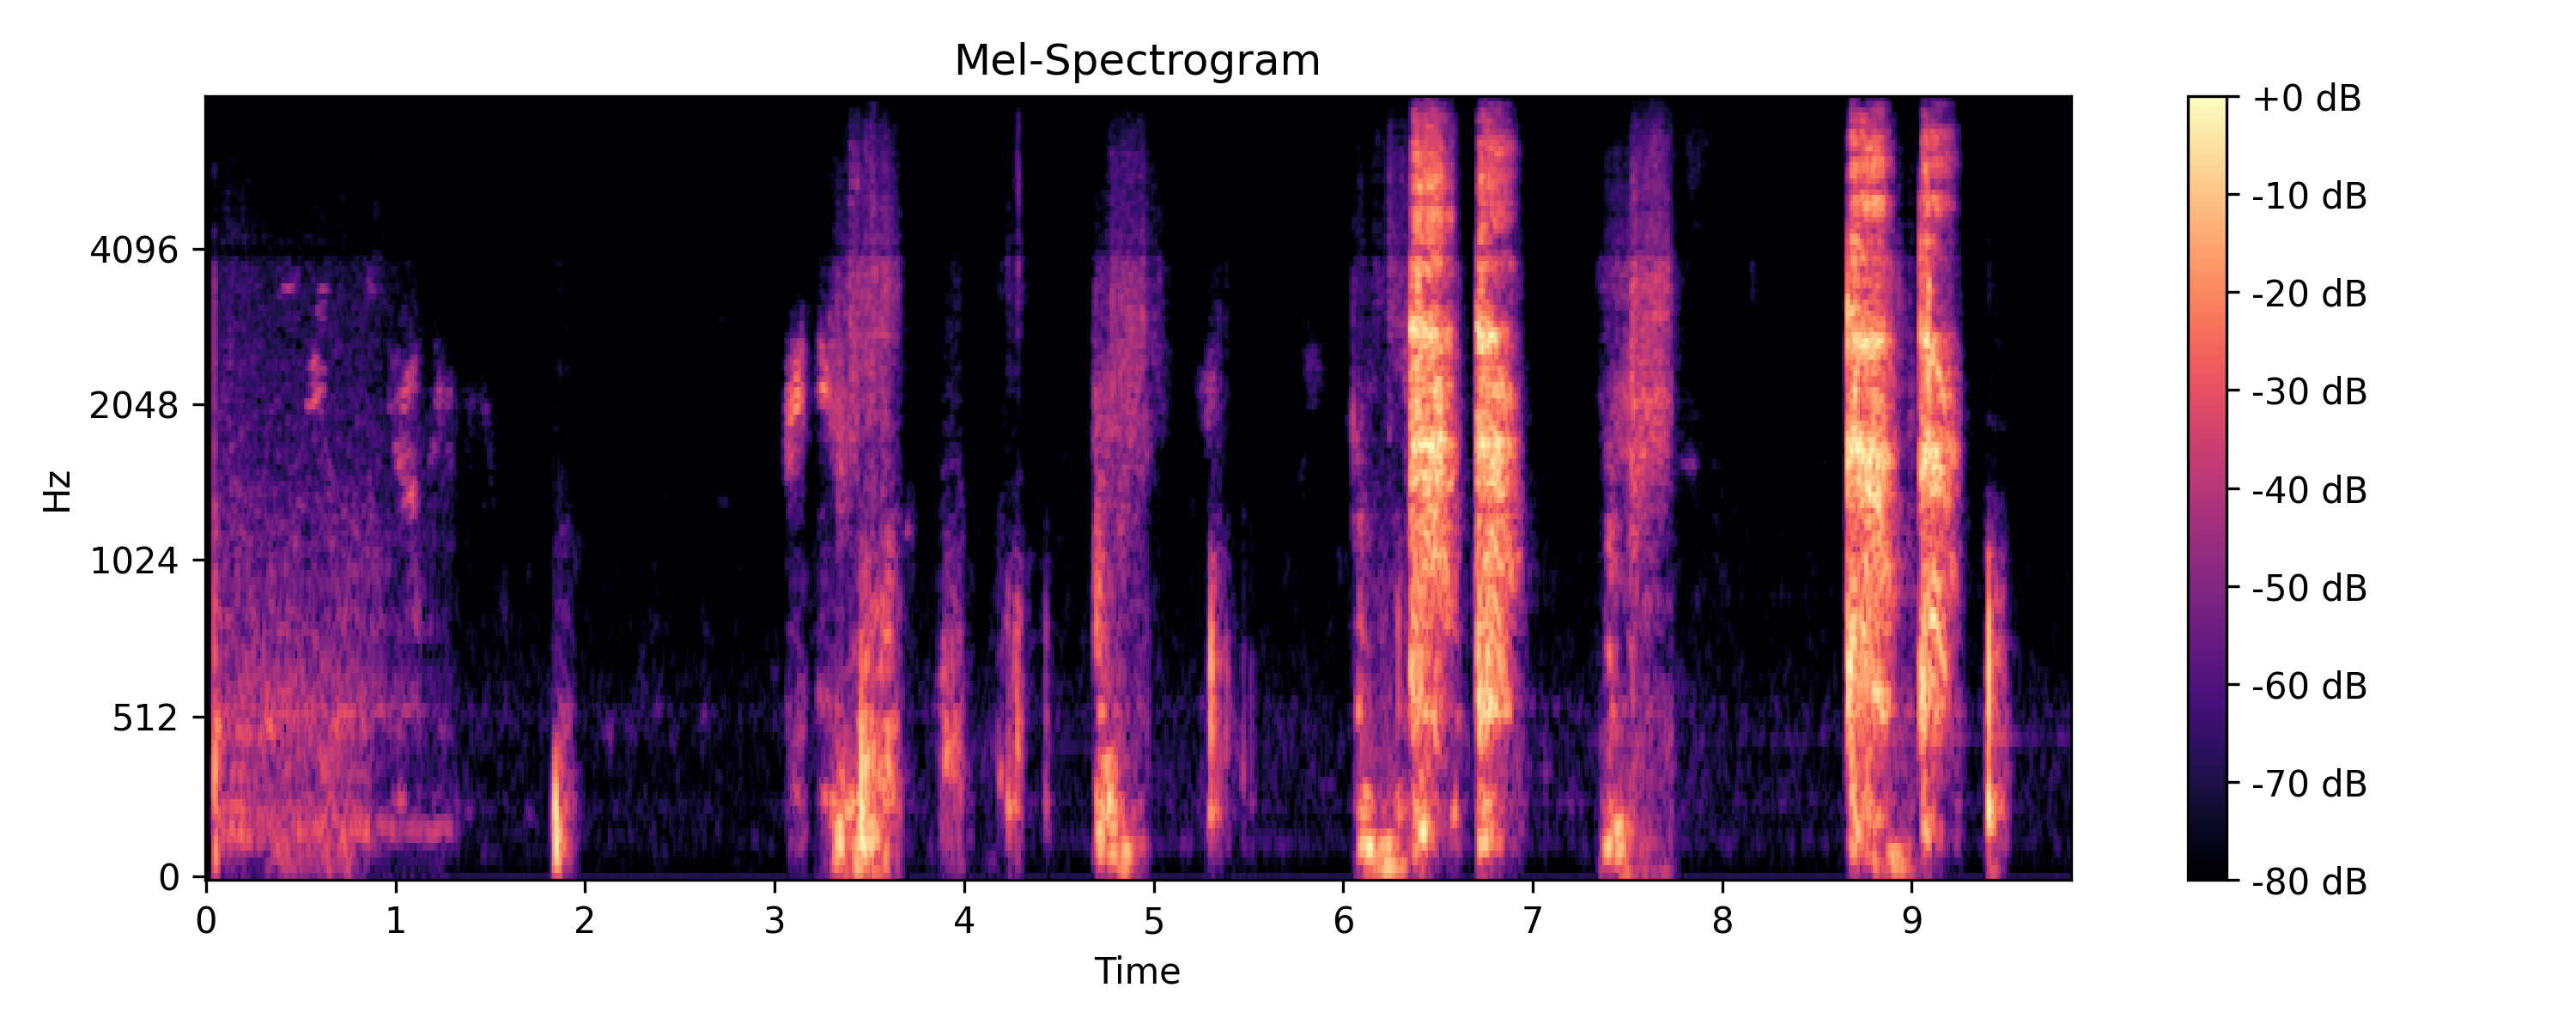 Mel-Spectrogram
+0 dB
-10 dB
-20 dB
-30 dB
-40 dB
-50 dB
-60 dB
-70 dB
-80 dB
Hz
4096
2048
1024
512
0
0 1 2 3 4 5 6 7 8 9
Time